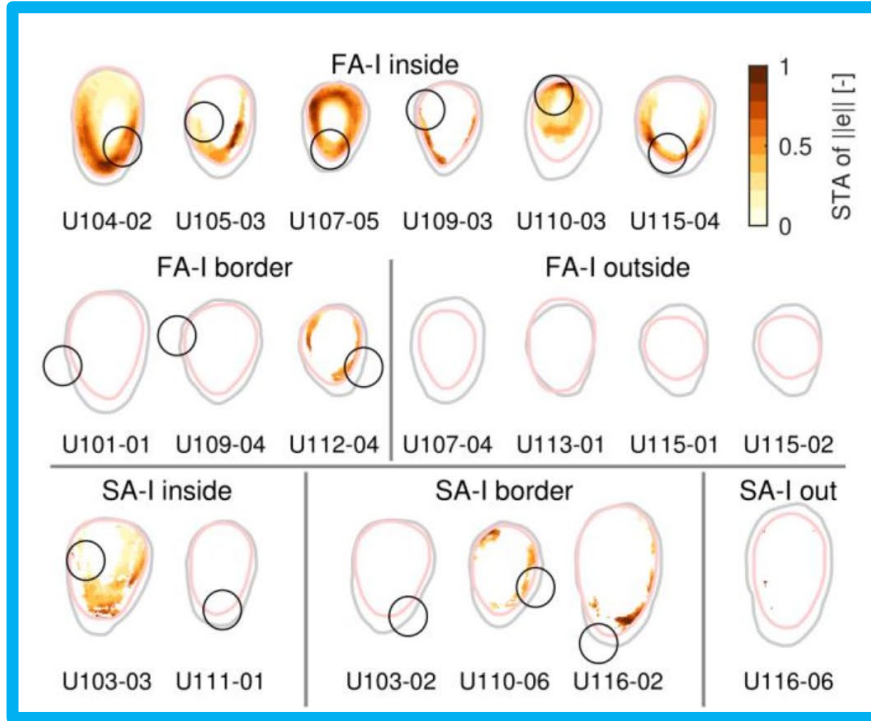 FA-I inside
1
0.5
0
STA of ||e|| [-]
U104-02 U105-03 U107-05 U109-03 U110-03 U115-04
FA-I border FA-I outside
U101-01 U109-04 U112-04 U107-04 U113-01 U115-01 U115-02
SA-I inside SA-I border SA-I out
U103-03 U111-01 U103-02 U110-06 U116-02 U116-06